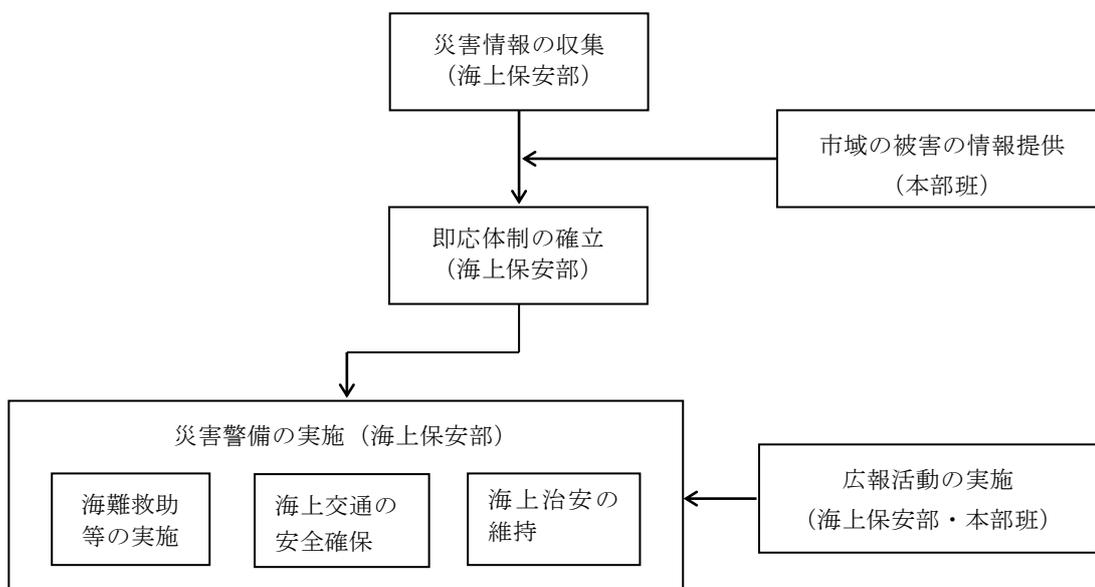 災害情報の収集
（海上保安部）
市域の被害の情報提供
（本部班）
即応体制の確立
（海上保安部）
災害警備の実施（海上保安部）
海難救助
等の実施
海上交通の
安全確保
海上治安の
維持
広報活動の実施
（海上保安部・本部班）